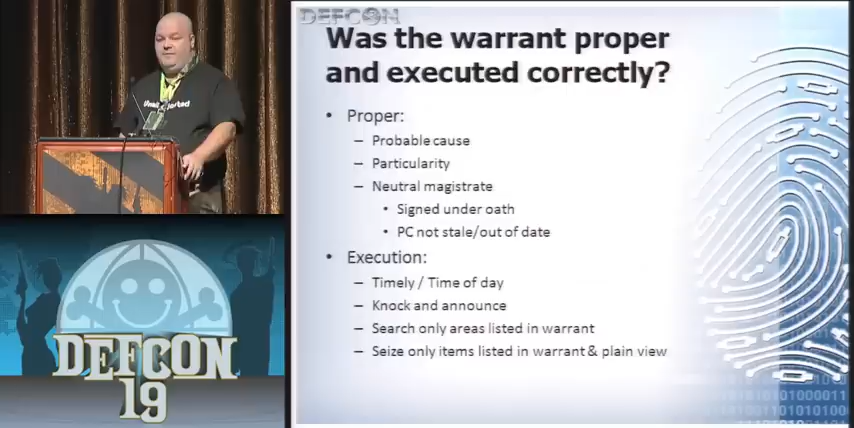 DEFCON
Was the warrant proper
and executed correctly?
• Proper:
– Probable cause
– Particularity
– Neutral magistrate
• Signed under oath
• PC not stale/out of date
• Execution:
– Timely / Time of day
– Knock and announce
– Search only areas listed in warrant
– Seize only items listed in warrant & plain view
DEFCON
19